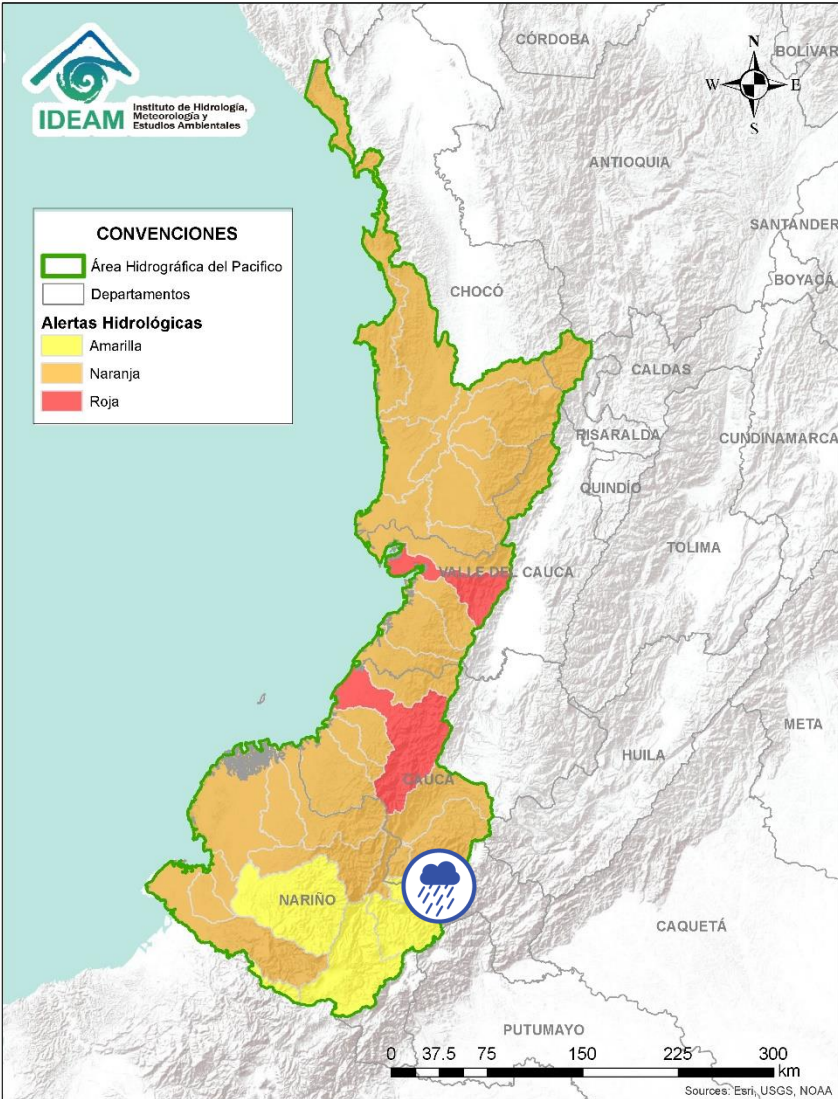 IDEAM
Instituto de Hidrología,
Meteorología y
Estudios Ambientales
CÓRDOBA
BOLÍVAR
N
W
E
S
ANTIOQUIA
SANTANDER
BOYACÁ
CONVENCIONES
Área Hidrográfica del Pacifico
Departamentos
Alertas Hidrológicas
Amarilla
Naranja
Roja
CHOCÓ
CALDAS
RISARALDA
CUNDINAMARCA
QUINDÍO
TOLIMA
VALLE DEL CAUCA
META
HUILA
CAUCA
NARIÑO
CAQUETÁ
PUTUMAYO
0 37.5 75 150 225 300
km
Sources: Esri, USGS, NOAA